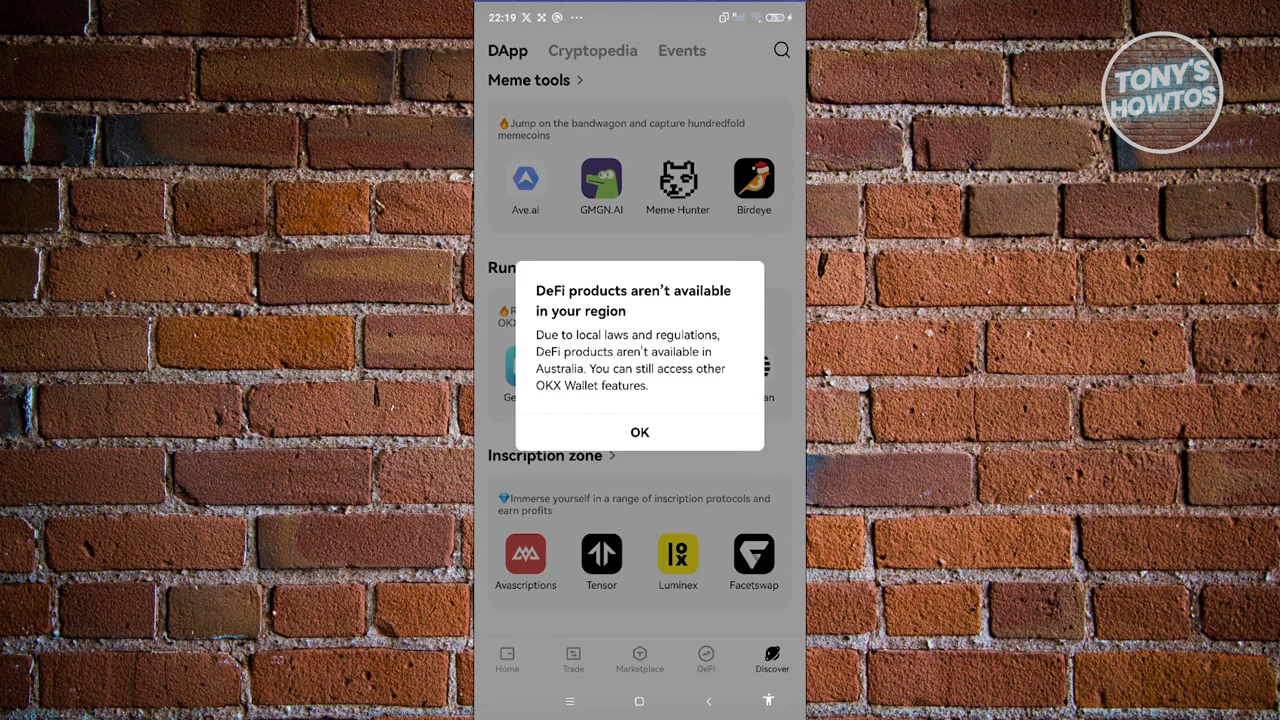 22:19
DApp Cryptopedia Events
TONY'S
HOWTOS
Meme tools >
🔥Jump on the bandwagon and capture hundredfold
memecoins
Ave.ai GMGN.AI Meme Hunter Birdeye
Run
DeFi products aren't available
in your region
Due to local laws and regulations,
DeFi products aren't available in
Australia. You can still access other
OKX Wallet features.
OK
Inscription zone >
💎Immerse yourself in a range of inscription protocols and
earn profits
Avascriptions Tensor Luminex Facetswap
Home Trade Marketplace DeFi Discover